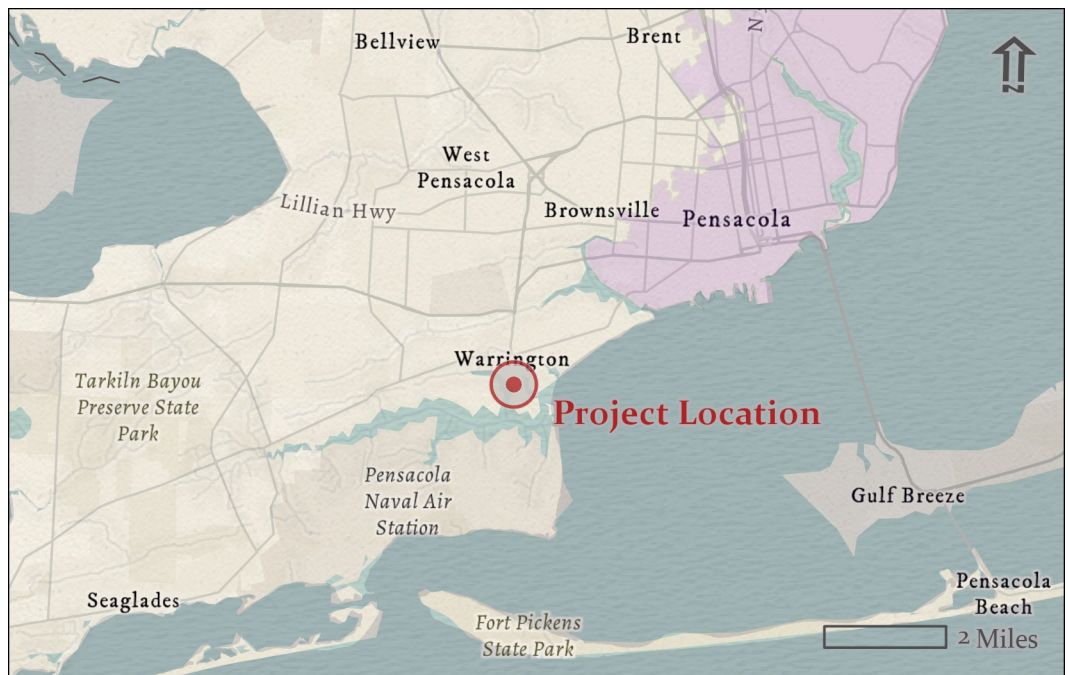 Bellview
Brent
N
N
West
Pensacola
Lillian Hwy
Brownsville
Pensacola
Warrington
Project Location
Tarkiln Bayou
Preserve State
Park
Pensacola
Naval Air
Station
Gulf Breeze
Seaglades
Pensacola
Beach
Fort Pickens
State Park
2 Miles